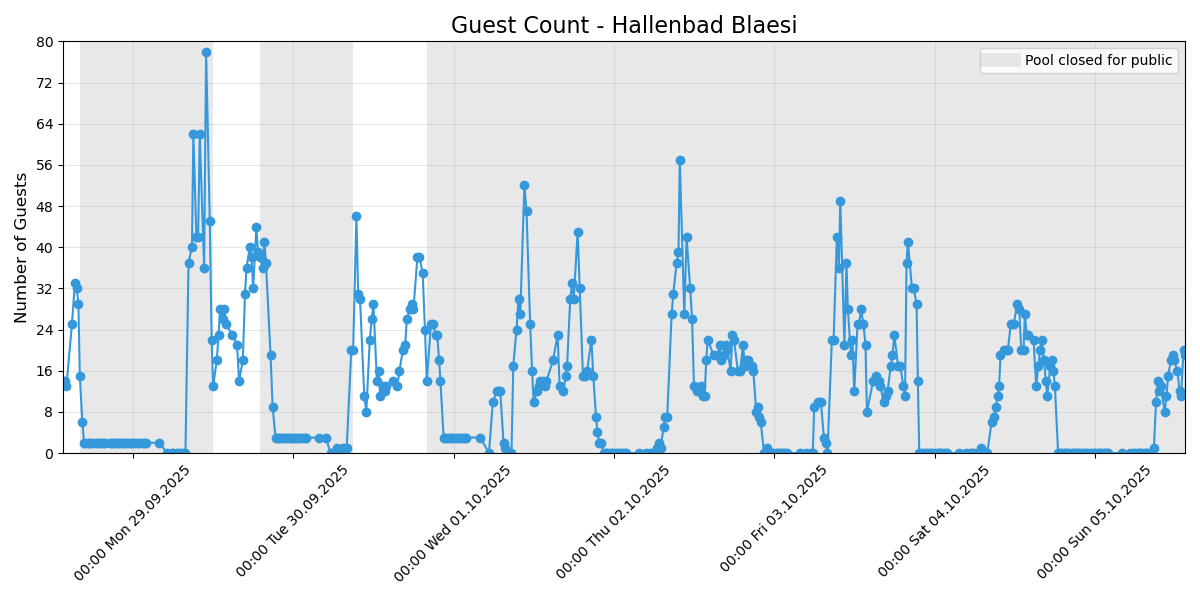 Guest Count - Hallenbad Blaesi
Pool closed for public
Number of Guests
80
72
64
56
48
40
32
24
16
8
0
00:00 Mon 29.09.2025
00:00 Tue 30.09.2025
00:00 Wed 01.10.2025
00:00 Thu 02.10.2025
00:00 Fri 03.10.2025
00:00 Sat 04.10.2025
00:00 Sun 05.10.2025